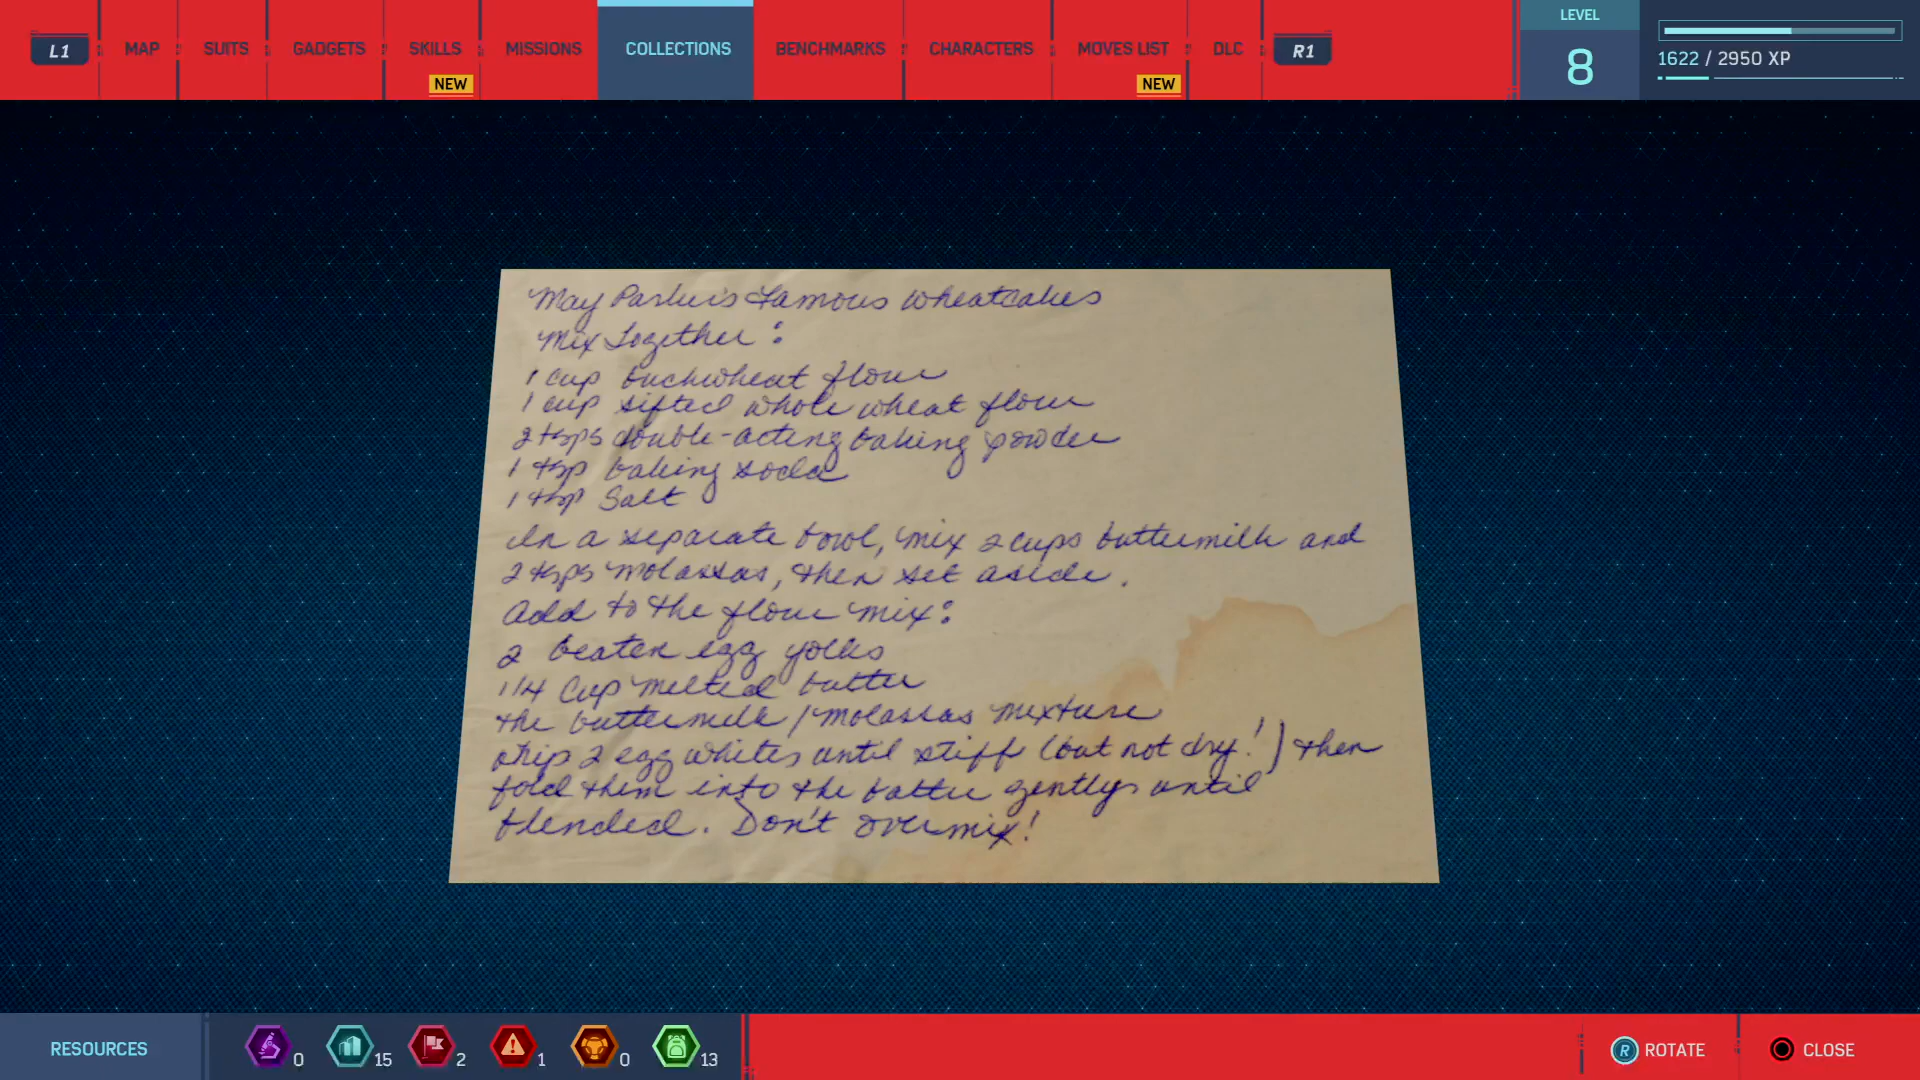 L1 MAP SUITS GADGETS SKILLS MISSIONS COLLECTIONS BENCHMARKS CHARACTERS MOVES LIST DLC R1
NEW NEW
LEVEL
8
1622 / 2950 XP
May Parker's Famous Wheatcakes
Mix Together:
1 cup buckwheat flour
1 cup sifted whole wheat flour
2 tsps double-acting baking powder
1 tsp baking soda
1 tsp Salt
In a separate bowl, mix 2 cups buttermilk and
2 tsps molassas, then set aside.
Add to the flour mix:
2 beaten egg yolks
1/4 Cup melted butter
the buttermilk/molassas mixture
whip 2 egg whites until stiff (but not dry!) then
fold them into the batter gently until
blended. Don't overmix!
RESOURCES 0 15 2 1 0 13
R ROTATE CLOSE